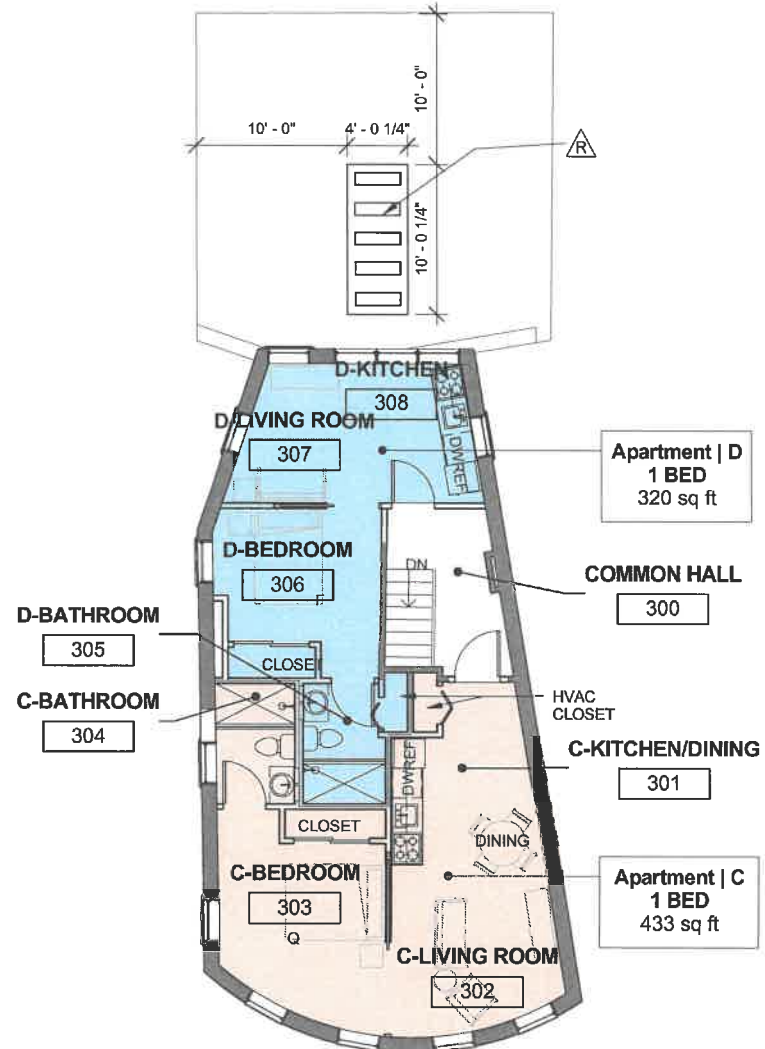 10' - 0"
10' - 0"
4' - 0 1/4"
R
10' - 0 1/4"
D-KITCHEN
308
D-LIVING ROOM
307
DWREF
Apartment | D
1 BED
320 sq ft
D-BEDROOM
306
DN
COMMON HALL
300
D-BATHROOM
305
CLOSET
C-BATHROOM
304
HVAC
CLOSET
DWREF
C-KITCHEN/DINING
301
CLOSET
DINING
C-BEDROOM
303
Q
Apartment | C
1 BED
433 sq ft
C-LIVING ROOM
302